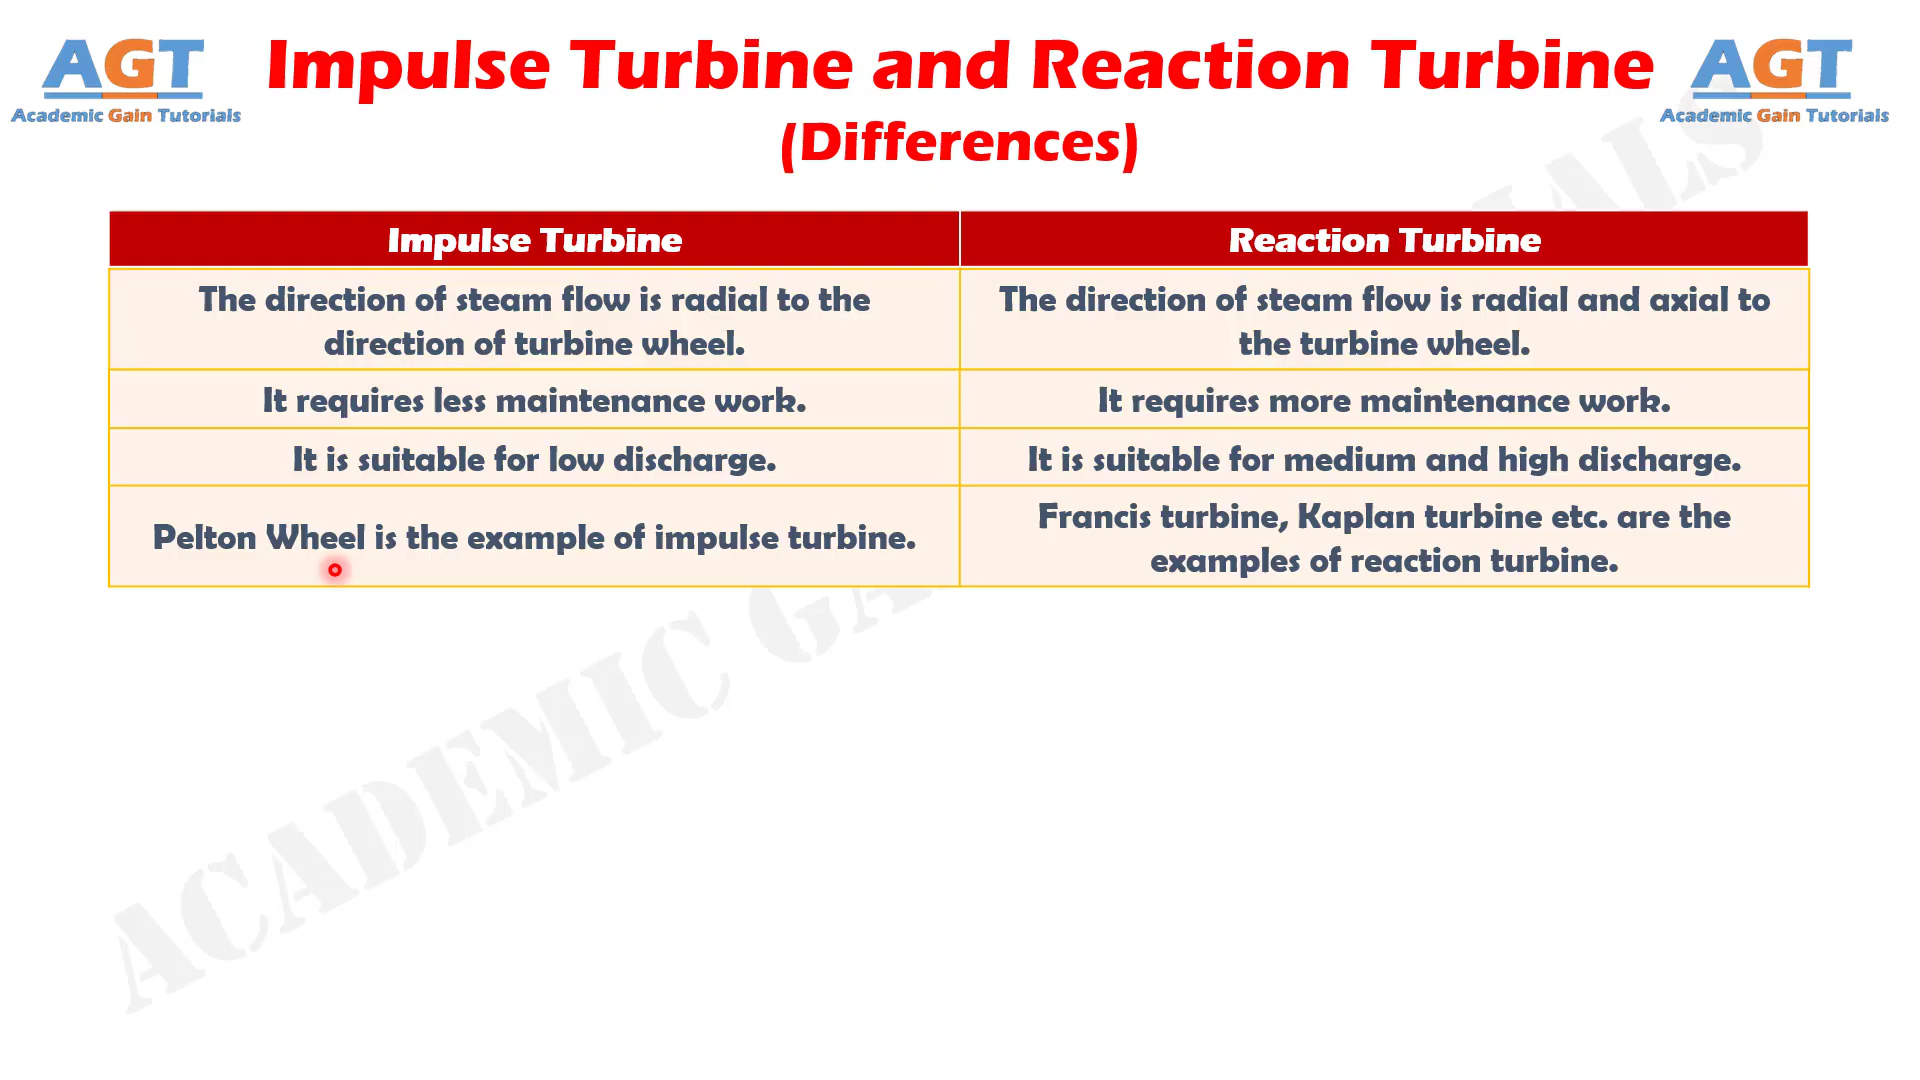 AGT
Academic Gain Tutorials
Impulse Turbine and Reaction Turbine
(Differences)
AGT
Academic Gain Tutorials
Impulse Turbine
Reaction Turbine
The direction of steam flow is radial to the
direction of turbine wheel.
The direction of steam flow is radial and axial to
the turbine wheel.
It requires less maintenance work.
It requires more maintenance work.
It is suitable for low discharge.
It is suitable for medium and high discharge.
Pelton Wheel is the example of impulse turbine.
Francis turbine, Kaplan turbine etc. are the
examples of reaction turbine.
ACADEMIC